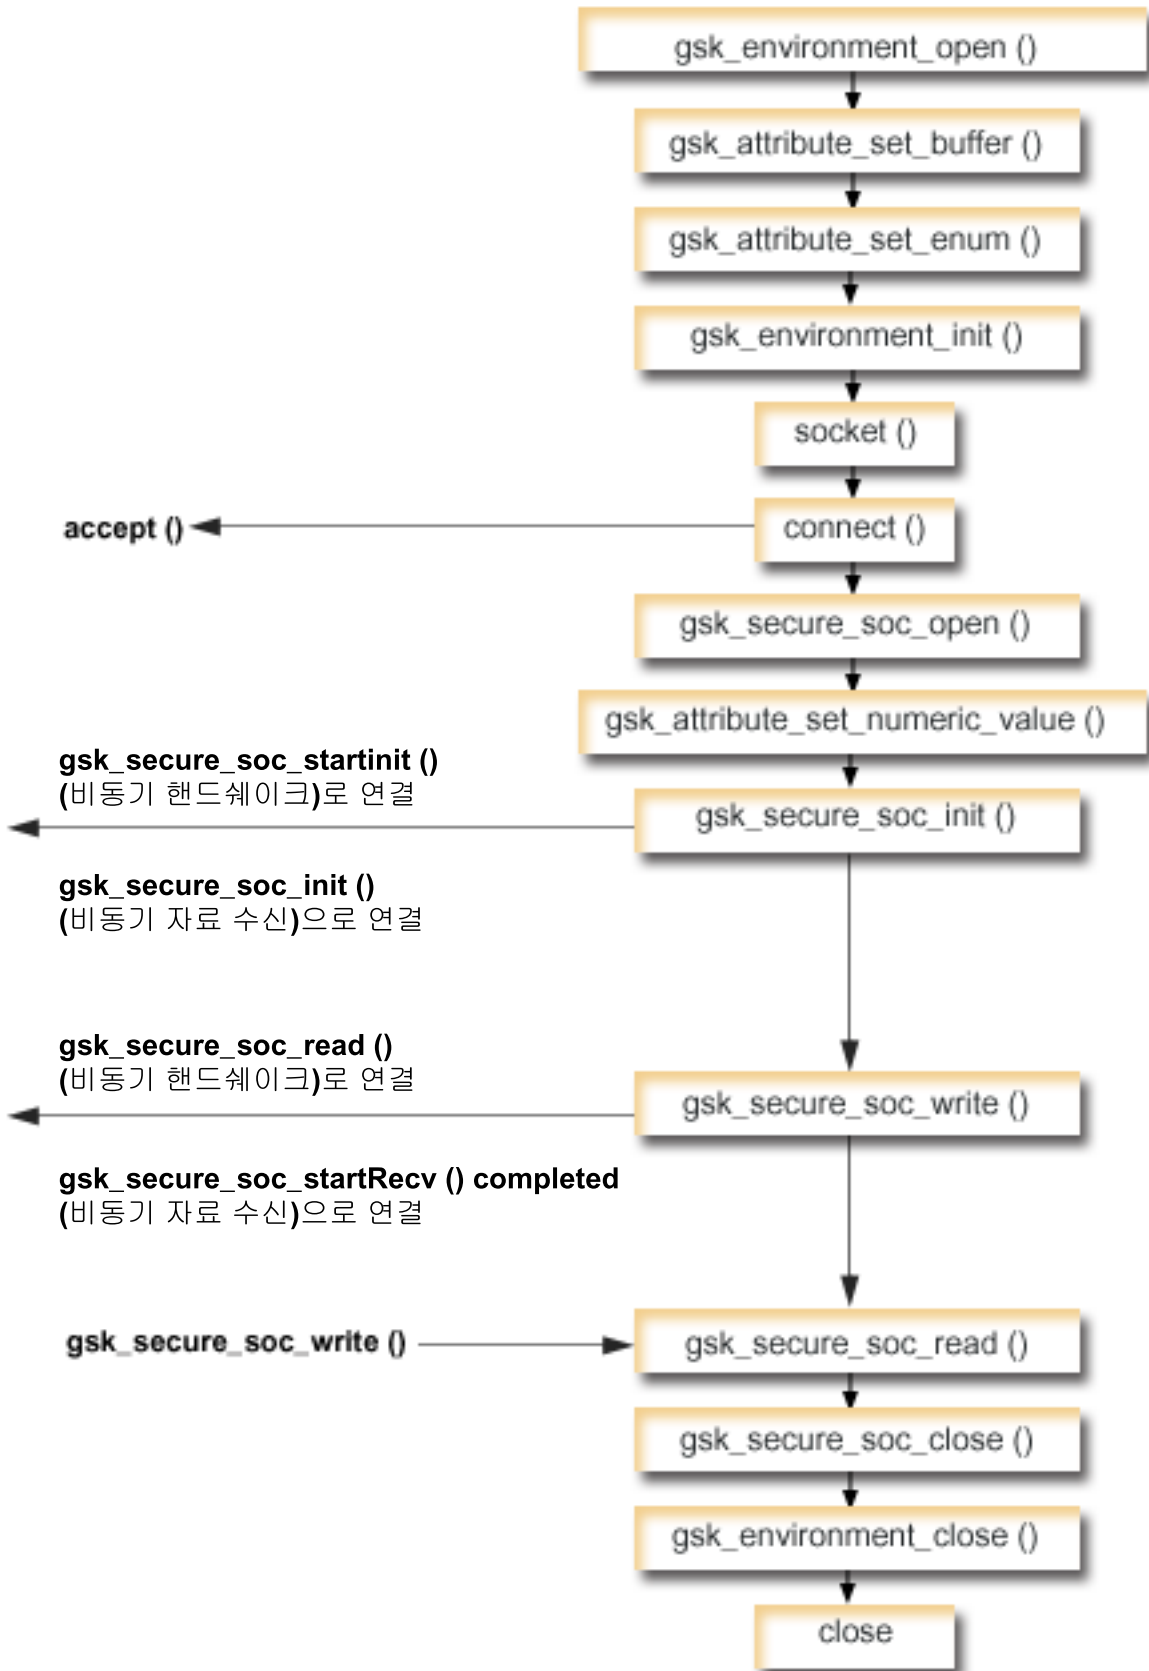 gsk_environment_open ()
gsk_attribute_set_buffer ()
gsk_attribute_set_enum ()
gsk_environment_init ()
socket ()
accept ()
connect ()
gsk_secure_soc_open ()
gsk_attribute_set_numeric_value ()
gsk_secure_soc_startinit ()
(비동기 핸드쉐이크)로 연결
gsk_secure_soc_init ()
gsk_secure_soc_init ()
(비동기 자료 수신)으로 연결
gsk_secure_soc_read ()
(비동기 핸드쉐이크)로 연결
gsk_secure_soc_write ()
gsk_secure_soc_startRecv () completed
(비동기 자료 수신)으로 연결
gsk_secure_soc_write ()
gsk_secure_soc_read ()
gsk_secure_soc_close ()
gsk_environment_close ()
close